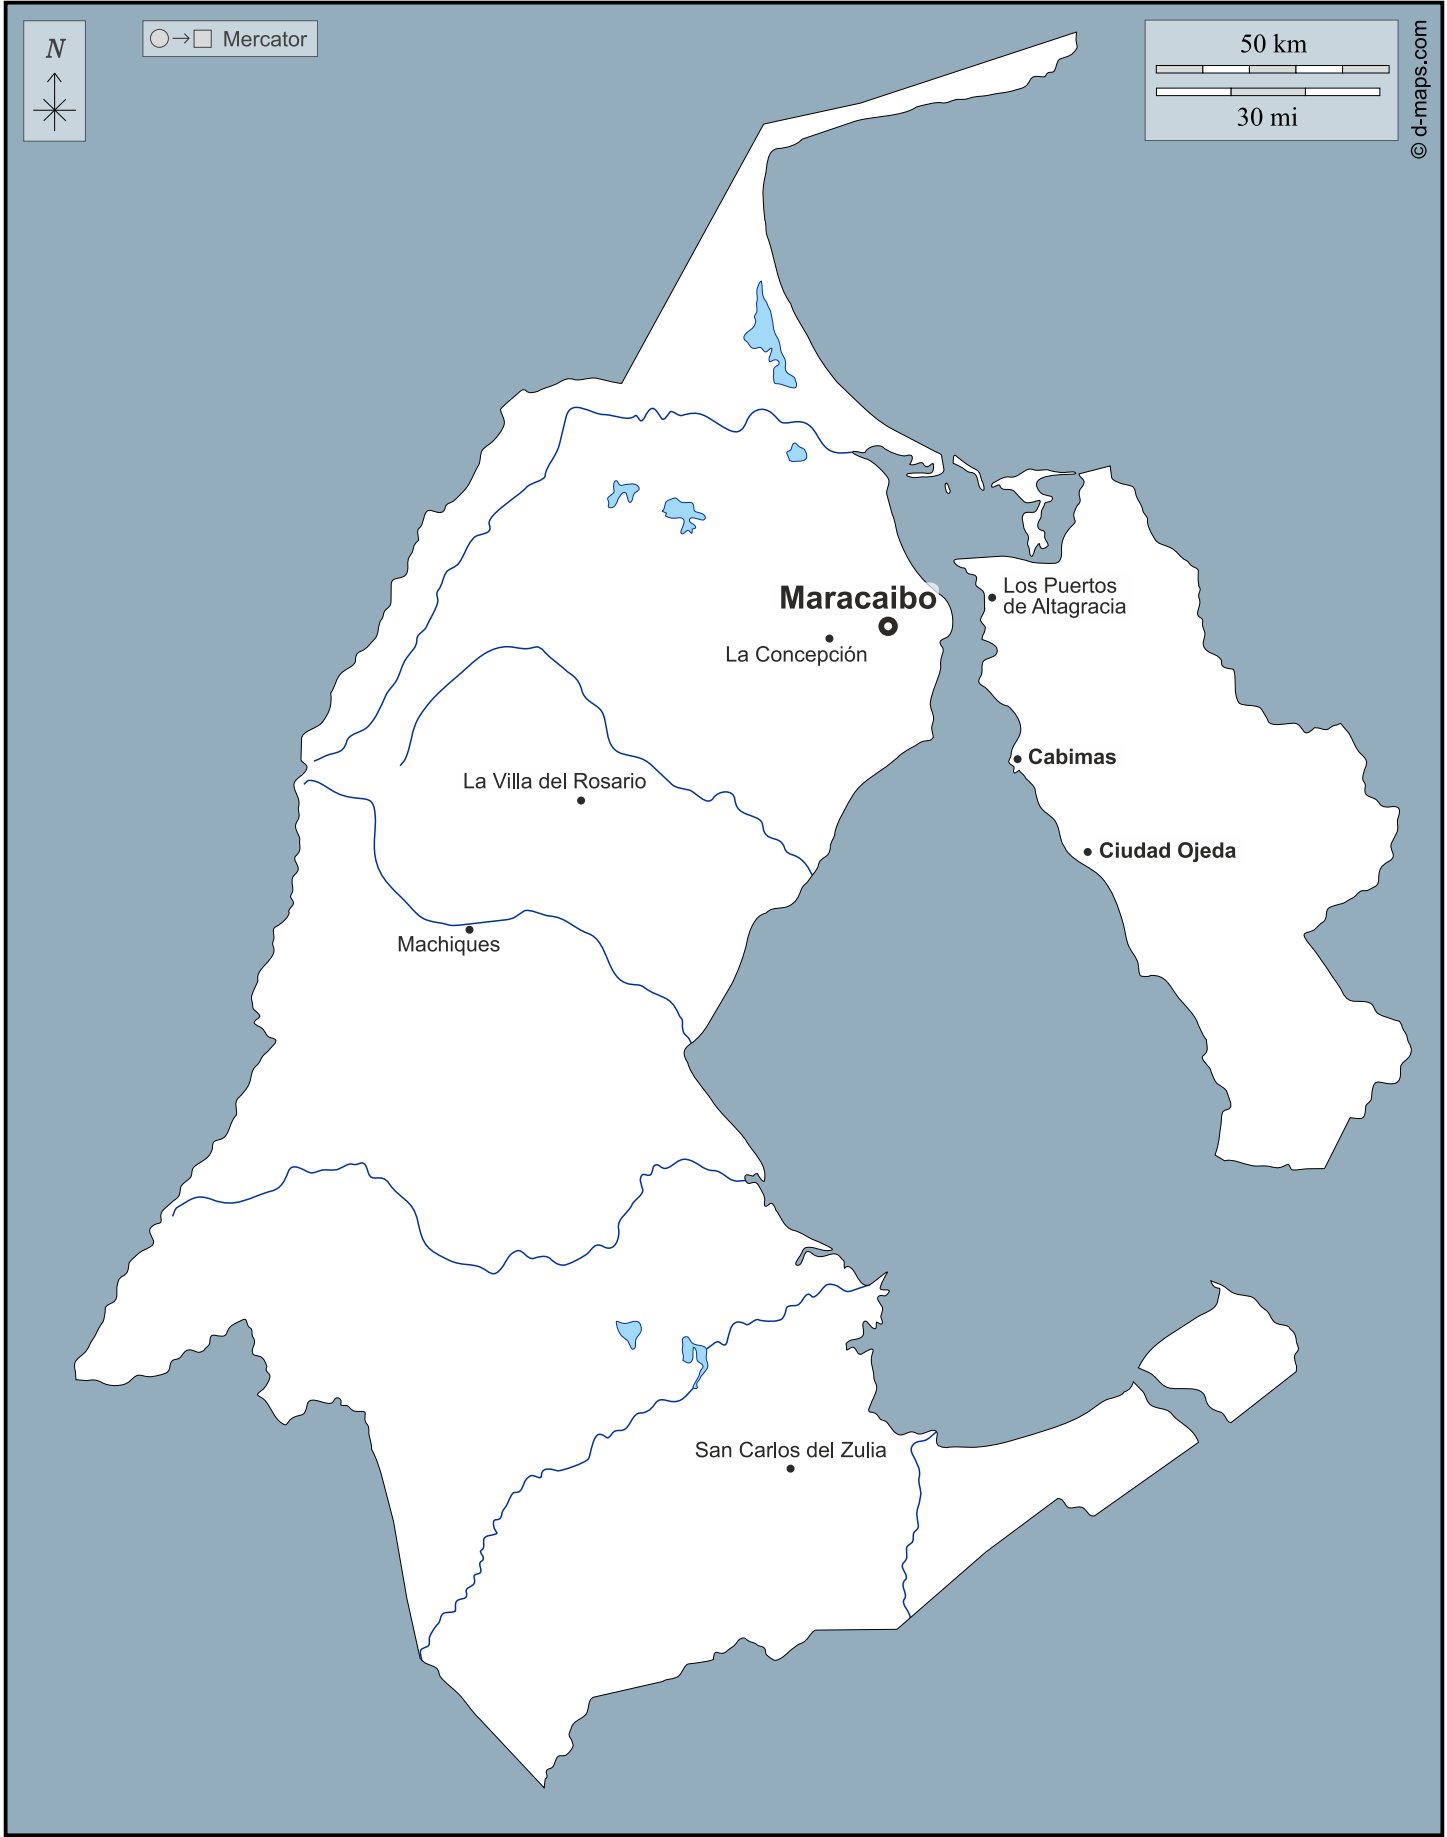 N
Mercator
50 km
30 mi
© d-maps.com
Los Puertos
de Altagracia
Maracaibo
La Concepción
Cabimas
La Villa del Rosario
Ciudad Ojeda
Machiques
San Carlos del Zulia